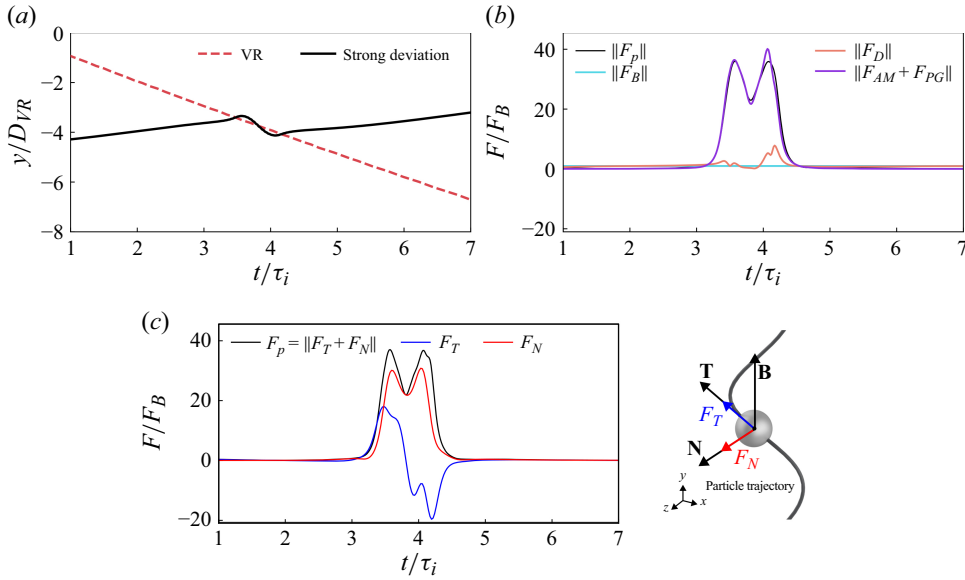 (a)
0
−2
−4
−6
−8
y/D_VR
VR
Strong deviation
1 2 3 4 5 6 7
t/τ_i
(b)
40
20
0
−20
F/F_B
‖F_p‖ ‖F_D‖
‖F_B‖ ‖F_AM + F_PG‖
1 2 3 4 5 6 7
t/τ_i
(c)
40
20
0
−20
F/F_B
F_p = ‖F_T + F_N‖ F_T F_N
1 2 3 4 5 6 7
t/τ_i
T B
F_T
N F_N
Particle trajectory
y
z x